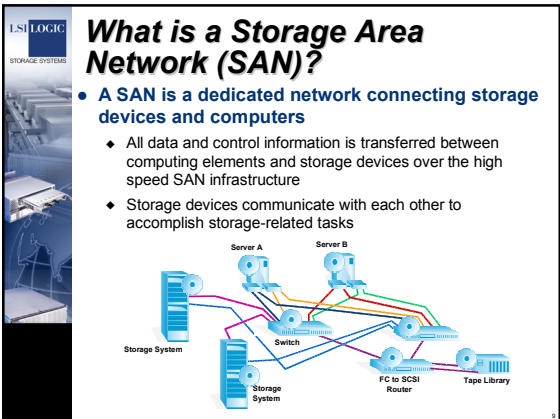 LSI LOGIC
STORAGE SYSTEMS
What is a Storage Area
Network (SAN)?
● A SAN is a dedicated network connecting storage
devices and computers
◆ All data and control information is transferred between
computing elements and storage devices over the high
speed SAN infrastructure
◆ Storage devices communicate with each other to
accomplish storage-related tasks
Server A
Server B
Storage System
Switch
Storage
System
FC to SCSI
Router
Tape Library
9